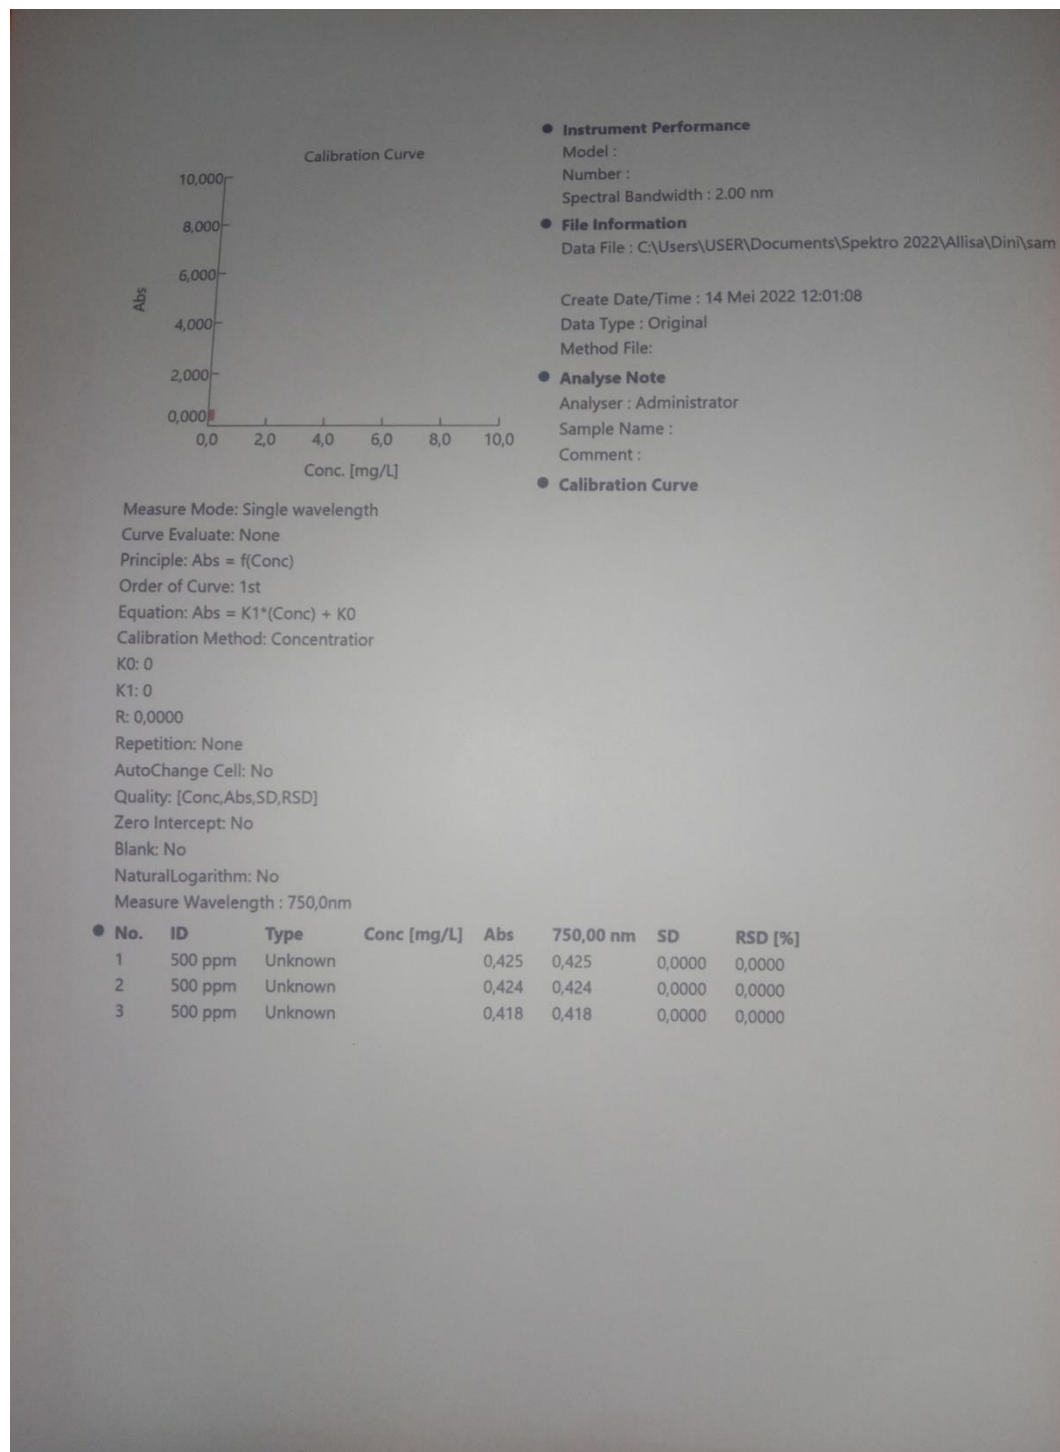 Calibration Curve
10,000
8,000
6,000
4,000
2,000
0,000
Abs
0,0 2,0 4,0 6,0 8,0 10,0
Conc. [mg/L]
● Instrument Performance
Model :
Number :
Spectral Bandwidth : 2.00 nm
● File Information
Data File : C:\Users\USER\Documents\Spektro 2022\Allisa\Dini\sam
Create Date/Time : 14 Mei 2022 12:01:08
Data Type : Original
Method File:
● Analyse Note
Analyser : Administrator
Sample Name :
Comment :
● Calibration Curve
Measure Mode: Single wavelength
Curve Evaluate: None
Principle: Abs = f(Conc)
Order of Curve: 1st
Equation: Abs = K1*(Conc) + K0
Calibration Method: Concentratior
K0: 0
K1: 0
R: 0,0000
Repetition: None
AutoChange Cell: No
Quality: [Conc,Abs,SD,RSD]
Zero Intercept: No
Blank: No
NaturalLogarithm: No
Measure Wavelength : 750,0nm
● No. ID Type Conc [mg/L] Abs 750,00 nm SD RSD [%]
1 500 ppm Unknown 0,425 0,425 0,0000 0,0000
2 500 ppm Unknown 0,424 0,424 0,0000 0,0000
3 500 ppm Unknown 0,418 0,418 0,0000 0,0000